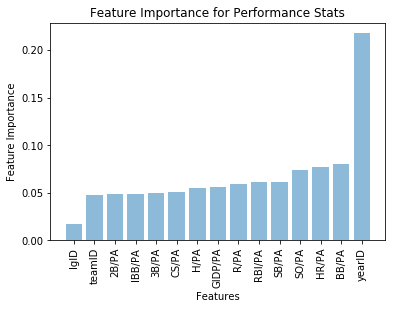 Feature Importance for Performance Stats
Feature Importance
0.20
0.15
0.10
0.05
0.00
lgID
teamID
2B/PA
IBB/PA
3B/PA
CS/PA
H/PA
GIDP/PA
R/PA
RBI/PA
SB/PA
SO/PA
HR/PA
BB/PA
yearID
Features